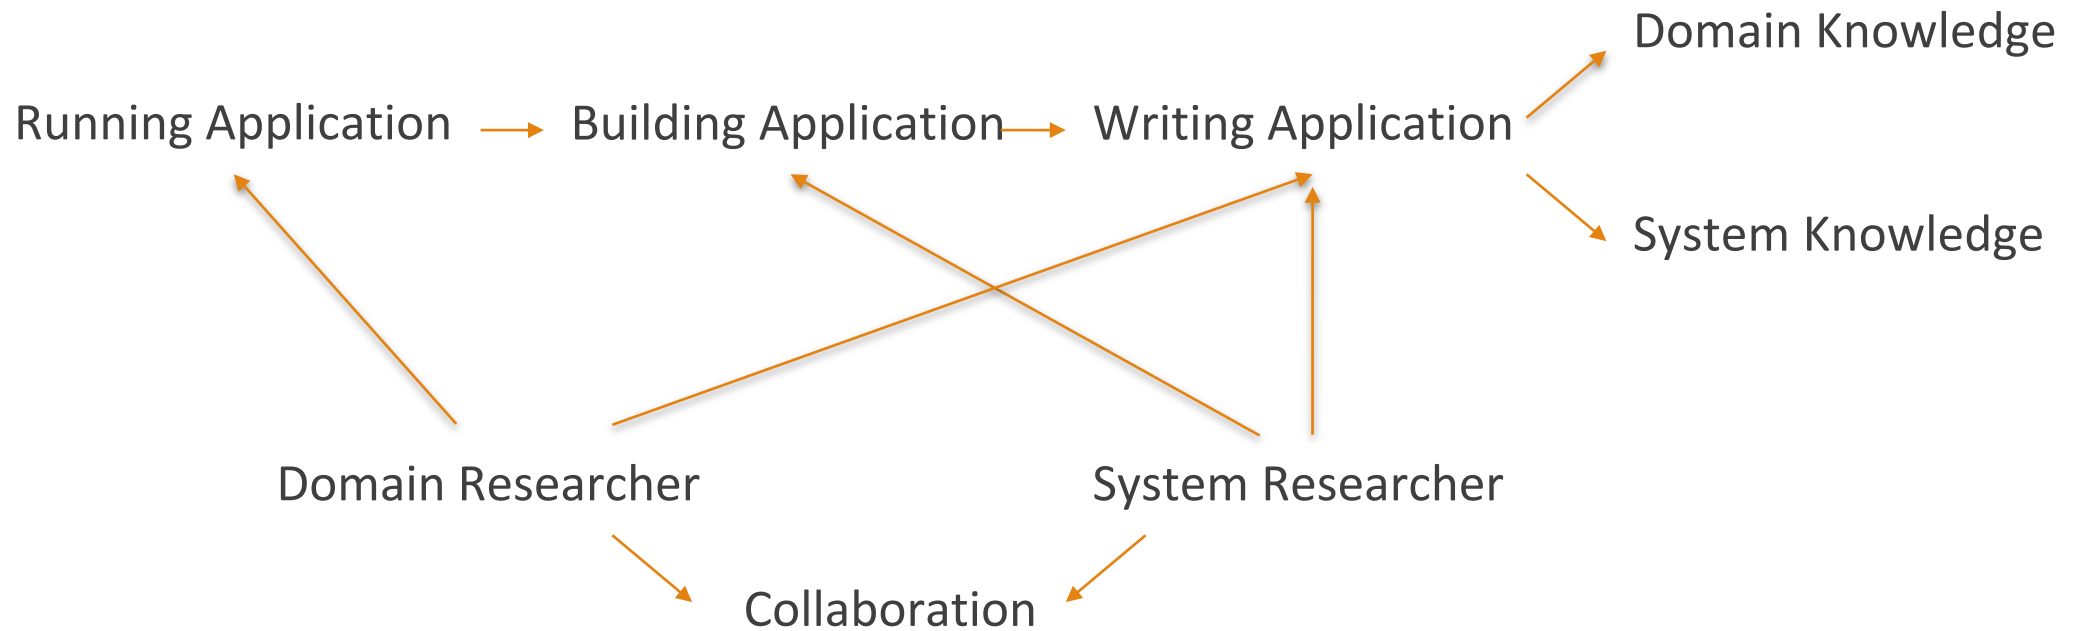 Domain Knowledge
Running Application
Building Application
Writing Application
System Knowledge
Domain Researcher
System Researcher
Collaboration